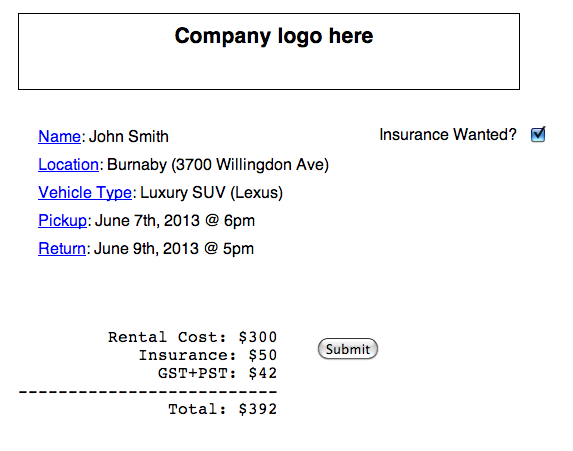 Company logo here
Name: John Smith
Insurance Wanted?
Location: Burnaby (3700 Willingdon Ave)
Vehicle Type: Luxury SUV (Lexus)
Pickup: June 7th, 2013 @ 6pm
Return: June 9th, 2013 @ 5pm
Rental Cost: $300
Insurance: $50
GST+PST: $42
--------------------------
Total: $392
Submit